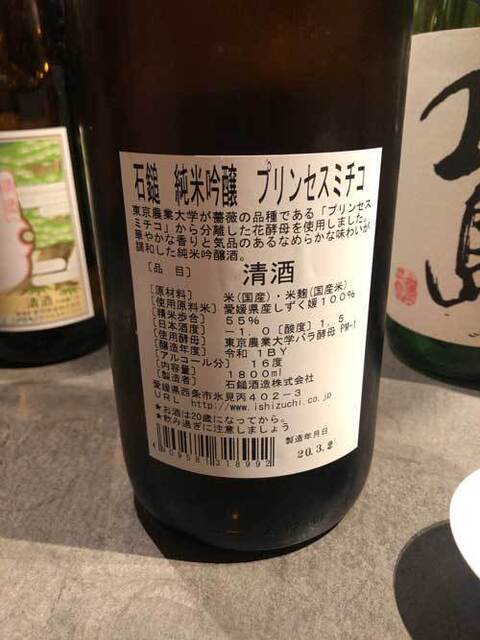 石鎚 純米吟醸 プリンセスミチコ
東京農業大学が薔薇の品種である「プリンセス
ミチコ」から分離した花酵母を使用しました。
華やかな香りと気品のあるなめらかな味わいが
調和した純米吟醸酒。
［品 目］ 清酒
［原材料］ 米(国産)・米麹(国産米)
［使用原料米］ 愛媛県産しずく媛100%
［精米歩合］ 55%
［日本酒度］ －1.0 ［酸度］1.5
［使用酵母］ 東京農業大学バラ酵母 PM-1
［醸造年度］ 令和 1BY
［アルコール分］ 16度
［内容量］ 1800ml
［製造者］ 石鎚酒造株式会社
愛媛県西条市氷見丙402-3
URL http://www.ishizuchi.co.jp
★お酒は20歳になってから。
★飲み過ぎに注意しましょう
製造年月日
20.3.2
清酒